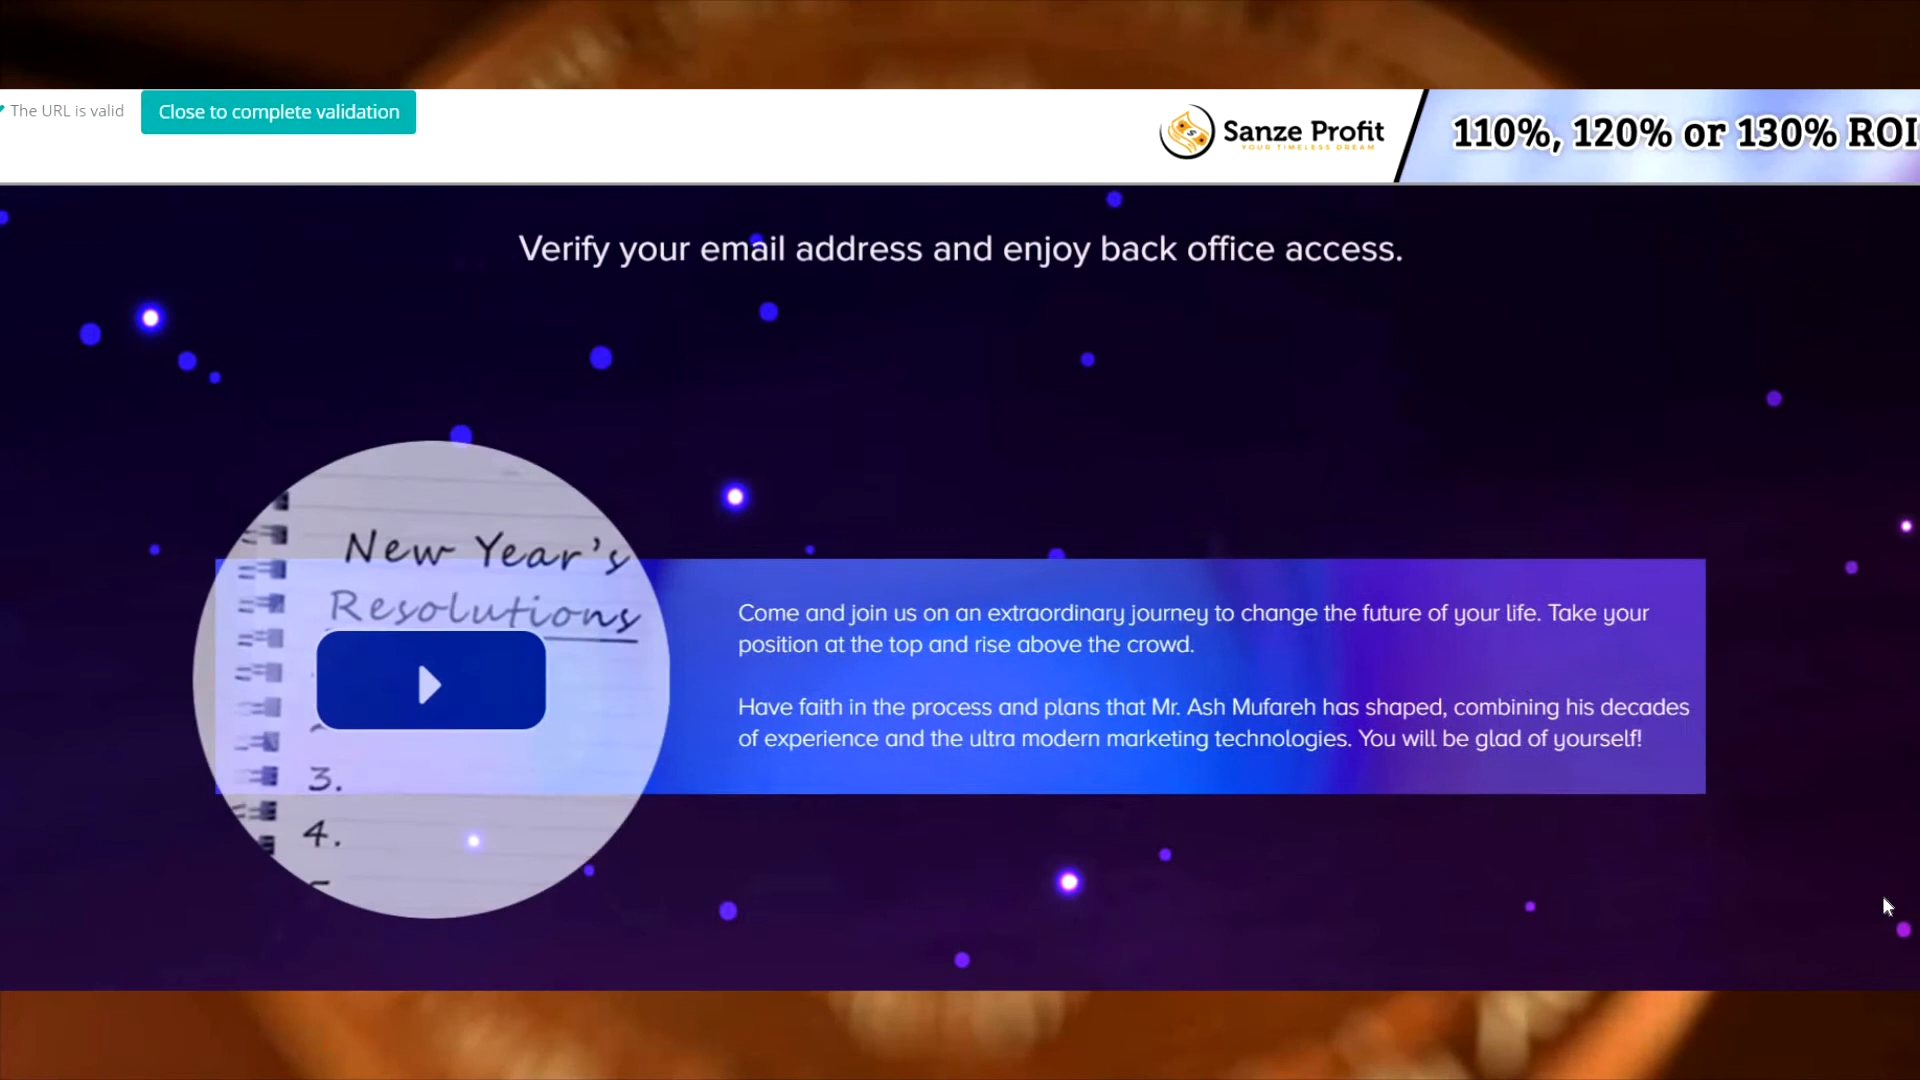 The URL is valid
Close to complete validation
Sanze Profit
YOUR TIMELESS DREAM
110%, 120% or 130% ROI
Verify your email address and enjoy back office access.
New Year's
Resolutions
3.
4.
Come and join us on an extraordinary journey to change the future of your life. Take your
position at the top and rise above the crowd.
Have faith in the process and plans that Mr. Ash Mufareh has shaped, combining his decades
of experience and the ultra modern marketing technologies. You will be glad of yourself!